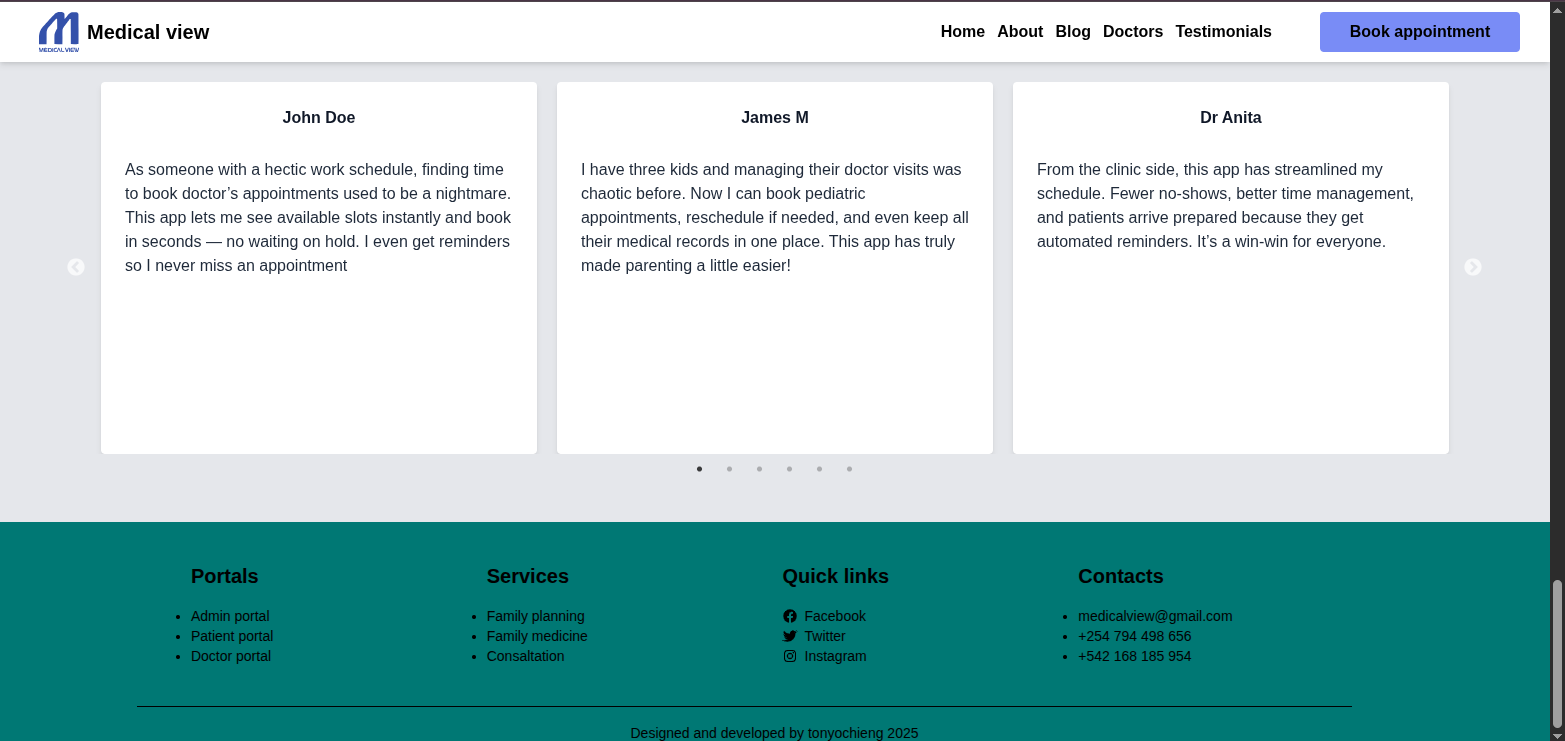 MEDICAL VIEW
Medical view
Home About Blog Doctors Testimonials
Book appointment
John Doe
As someone with a hectic work schedule, finding time
to book doctor’s appointments used to be a nightmare.
This app lets me see available slots instantly and book
in seconds — no waiting on hold. I even get reminders
so I never miss an appointment
James M
I have three kids and managing their doctor visits was
chaotic before. Now I can book pediatric
appointments, reschedule if needed, and even keep all
their medical records in one place. This app has truly
made parenting a little easier!
Dr Anita
From the clinic side, this app has streamlined my
schedule. Fewer no-shows, better time management,
and patients arrive prepared because they get
automated reminders. It’s a win-win for everyone.
Portals
Admin portal
Patient portal
Doctor portal
Services
Family planning
Family medicine
Consaltation
Quick links
Facebook
Twitter
Instagram
Contacts
medicalview@gmail.com
+254 794 498 656
+542 168 185 954
Designed and developed by tonyochieng 2025